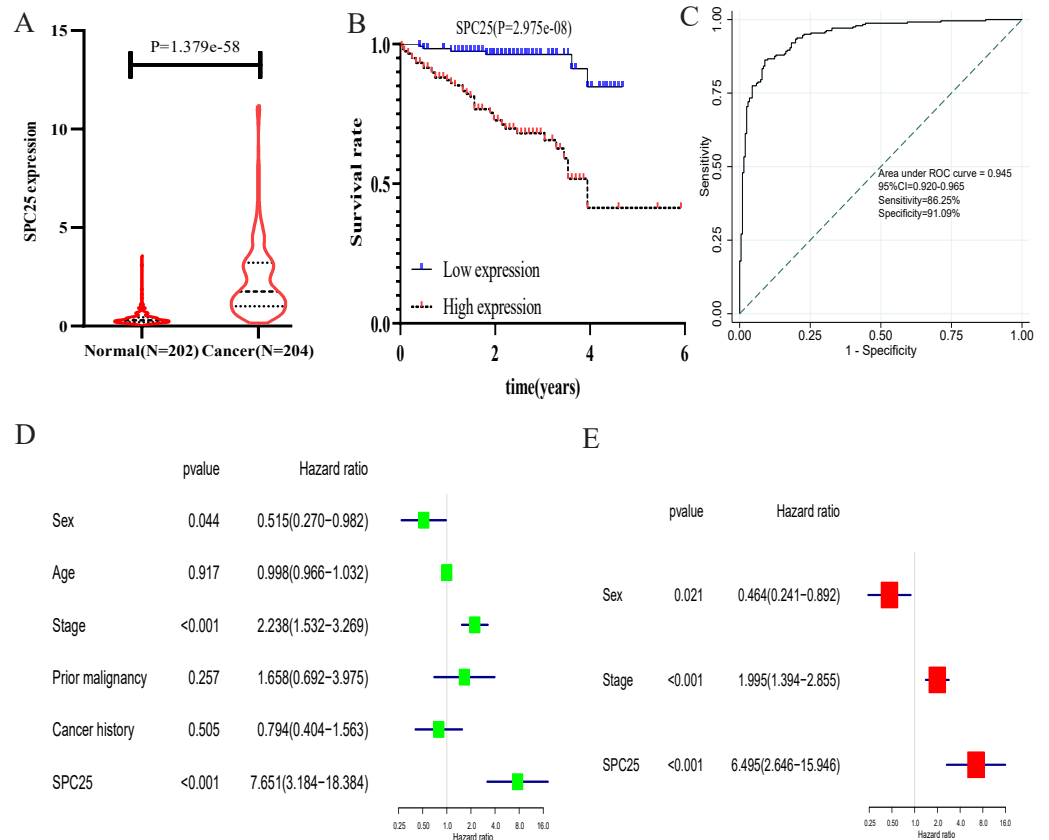 A
15
10
5
0
SPC25 expression
P=1.379e-58
Normal(N=202) Cancer(N=204)
B
SPC25(P=2.975e-08)
1.0
0.5
0.0
Survival rate
Low expression
High expression
0 2 4 6
time(years)
C
1.00
0.75
0.50
0.25
0.00
Sensitivity
Area under ROC curve = 0.945
95%CI=0.920-0.965
Sensitivity=86.25%
Specificity=91.09%
0.00 0.25 0.50 0.75 1.00
1 - Specificity
D
pvalue Hazard ratio
Sex 0.044 0.515(0.270−0.982)
Age 0.917 0.998(0.966−1.032)
Stage <0.001 2.238(1.532−3.269)
Prior malignancy 0.257 1.658(0.692−3.975)
Cancer history 0.505 0.794(0.404−1.563)
SPC25 <0.001 7.651(3.184−18.384)
0.25 0.50 1.0 2.0 4.0 8.0 16.0
Hazard ratio
E
pvalue Hazard ratio
Sex 0.021 0.464(0.241−0.892)
Stage <0.001 1.995(1.394−2.855)
SPC25 <0.001 6.495(2.646−15.946)
0.25 0.50 1.0 2.0 4.0 8.0 16.0
Hazard ratio